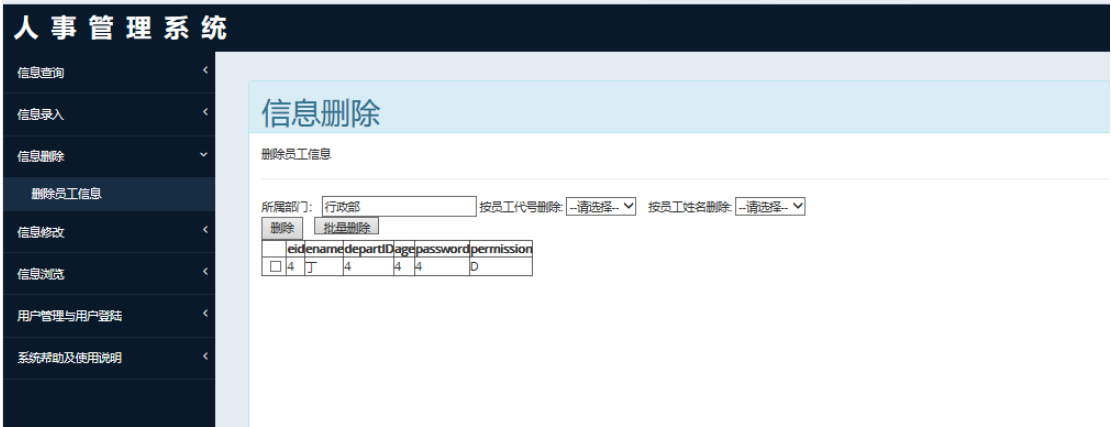 人事管理系统
信息查询
信息录入
信息删除
删除员工信息
信息修改
信息浏览
用户管理与用户登陆
系统帮助及使用说明
信息删除
删除员工信息
所属部门: 行政部 按员工代号删除: --请选择-- 按员工姓名删除: --请选择--
删除 批量删除
eid ename departID age password permission
4 丁 4 4 4 D